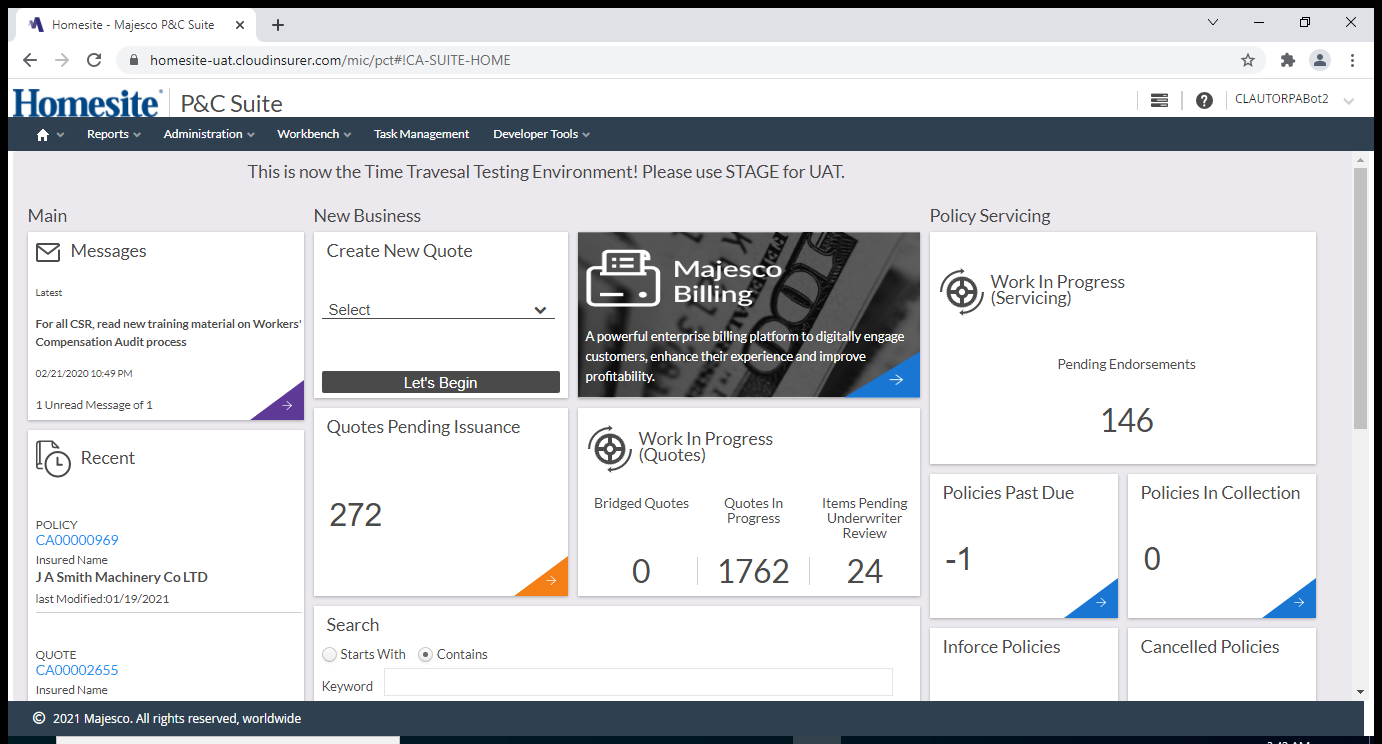 Homesite - Majesco P&C Suite
homesite-uat.cloudinsurer.com/mic/pct#!CA-SUITE-HOME
Homesite P&C Suite
CLAUTORPABot2
Reports
Administration
Workbench
Task Management
Developer Tools
This is now the Time Travesal Testing Environment! Please use STAGE for UAT.
Main
Messages
Latest
For all CSR, read new training material on Workers'
Compensation Audit process
02/21/2020 10:49 PM
1 Unread Message of 1
Recent
POLICY
CA00000969
Insured Name
J A Smith Machinery Co LTD
last Modified:01/19/2021
QUOTE
CA00002655
Insured Name
New Business
Create New Quote
Select
Let's Begin
Majesco
Billing
A powerful enterprise billing platform to digitally engage
customers, enhance their experience and improve
profitability.
Quotes Pending Issuance
272
Work In Progress
(Quotes)
Bridged Quotes
0
Quotes In
Progress
1762
Items Pending
Underwriter
Review
24
Search
Starts With
Contains
Keyword
Policy Servicing
Work In Progress
(Servicing)
Pending Endorsements
146
Policies Past Due
-1
Policies In Collection
0
Inforce Policies
Cancelled Policies
© 2021 Majesco. All rights reserved, worldwide